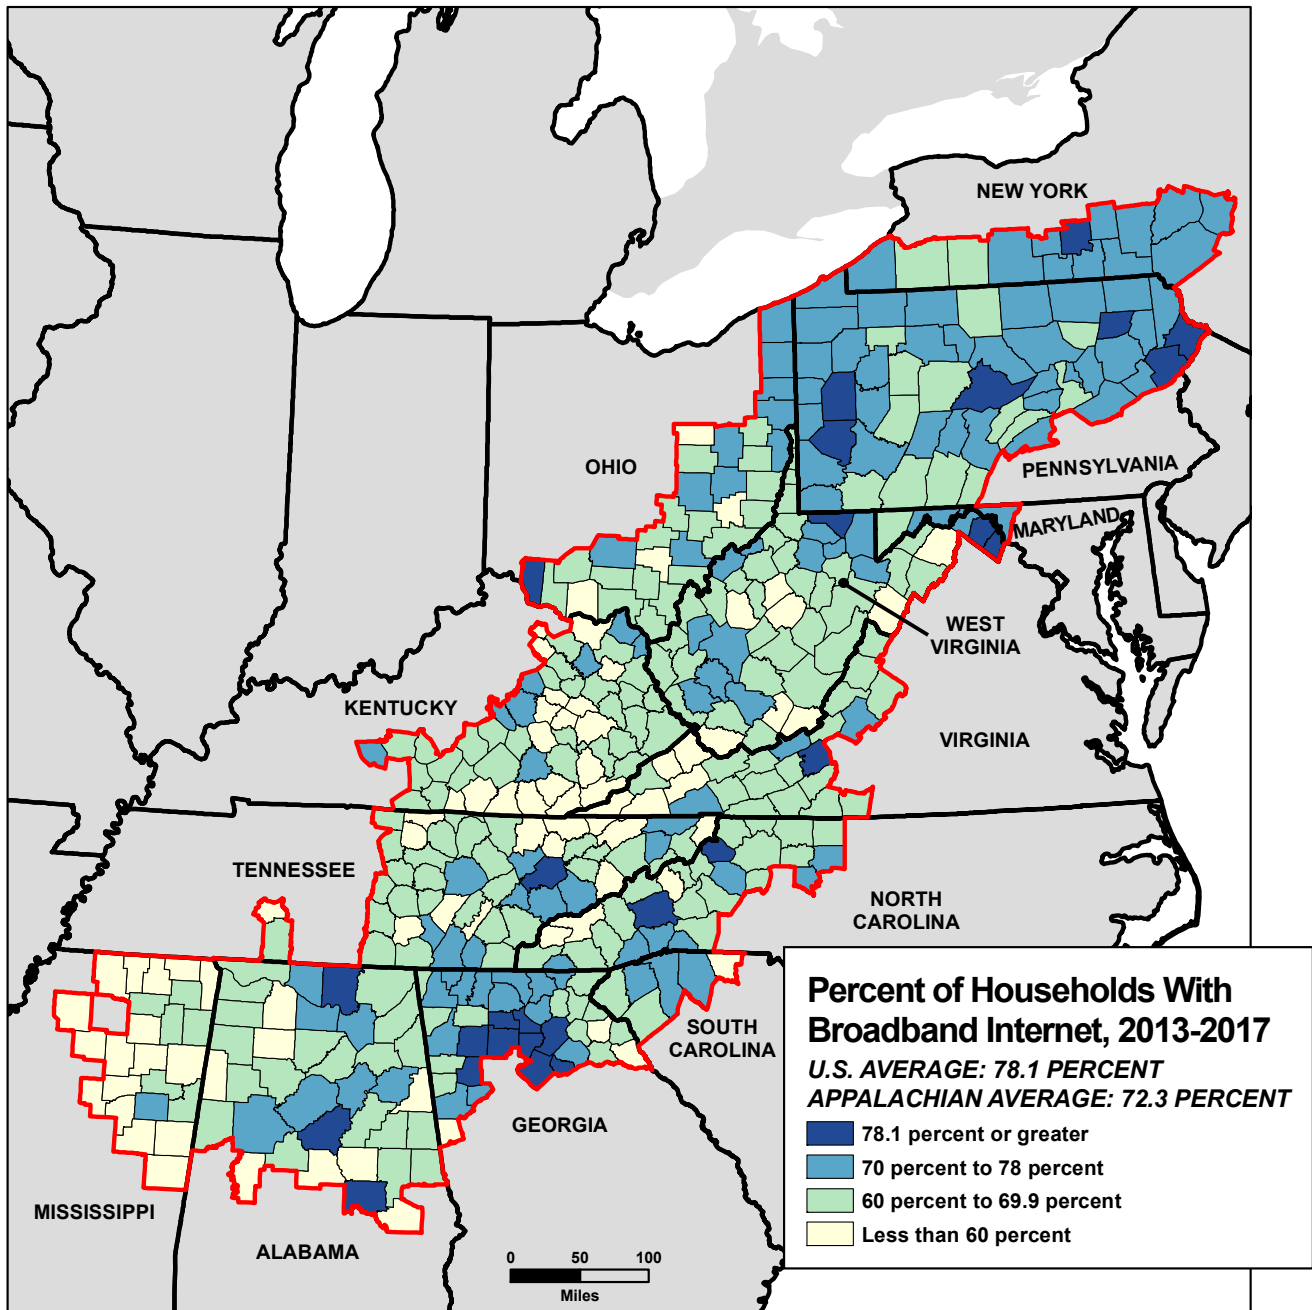 NEW YORK
OHIO
PENNSYLVANIA
MARYLAND
WEST
VIRGINIA
KENTUCKY
VIRGINIA
TENNESSEE
NORTH
CAROLINA
SOUTH
CAROLINA
GEORGIA
MISSISSIPPI
ALABAMA
Percent of Households With
Broadband Internet, 2013-2017
U.S. AVERAGE: 78.1 PERCENT
APPALACHIAN AVERAGE: 72.3 PERCENT
78.1 percent or greater
70 percent to 78 percent
60 percent to 69.9 percent
Less than 60 percent
0 50 100
Miles